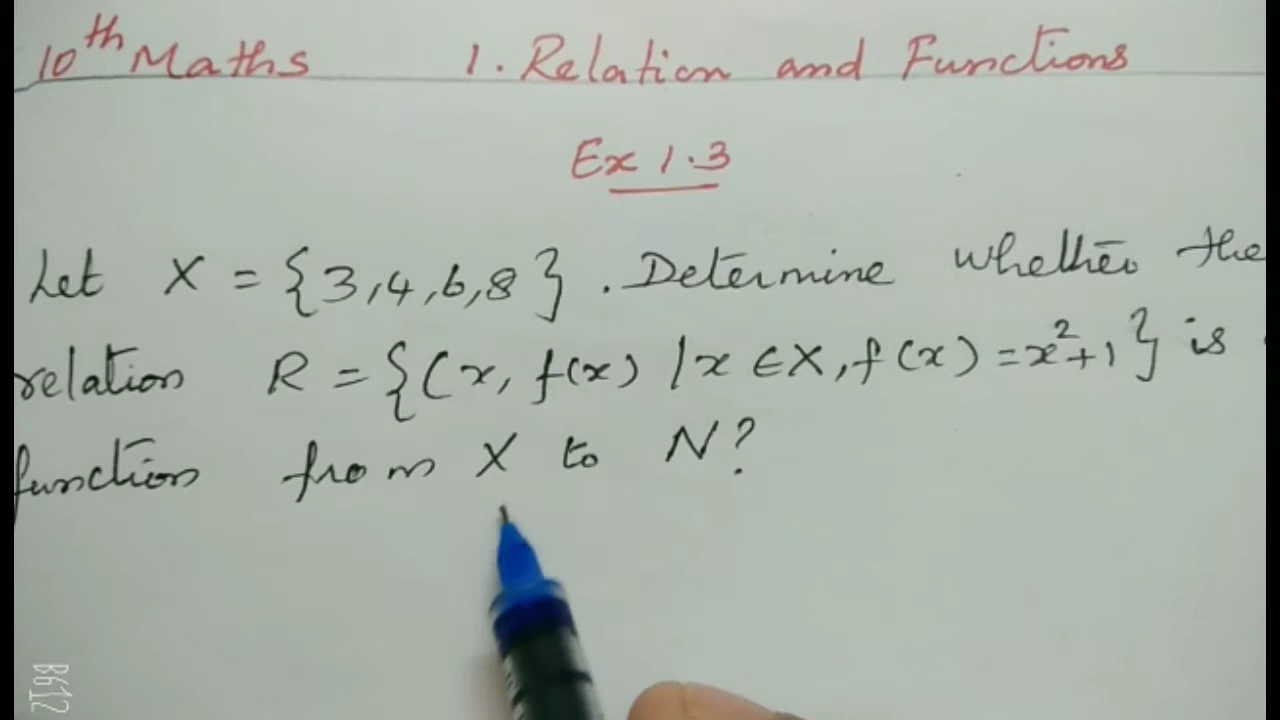 10th Maths 1. Relation and Functions
Ex 1.3
Let X = {3,4,6,8}. Determine whether the
relation R = {(x, f(x) / x ∈ X, f(x) = x²+1} is
function from X to N?
B612